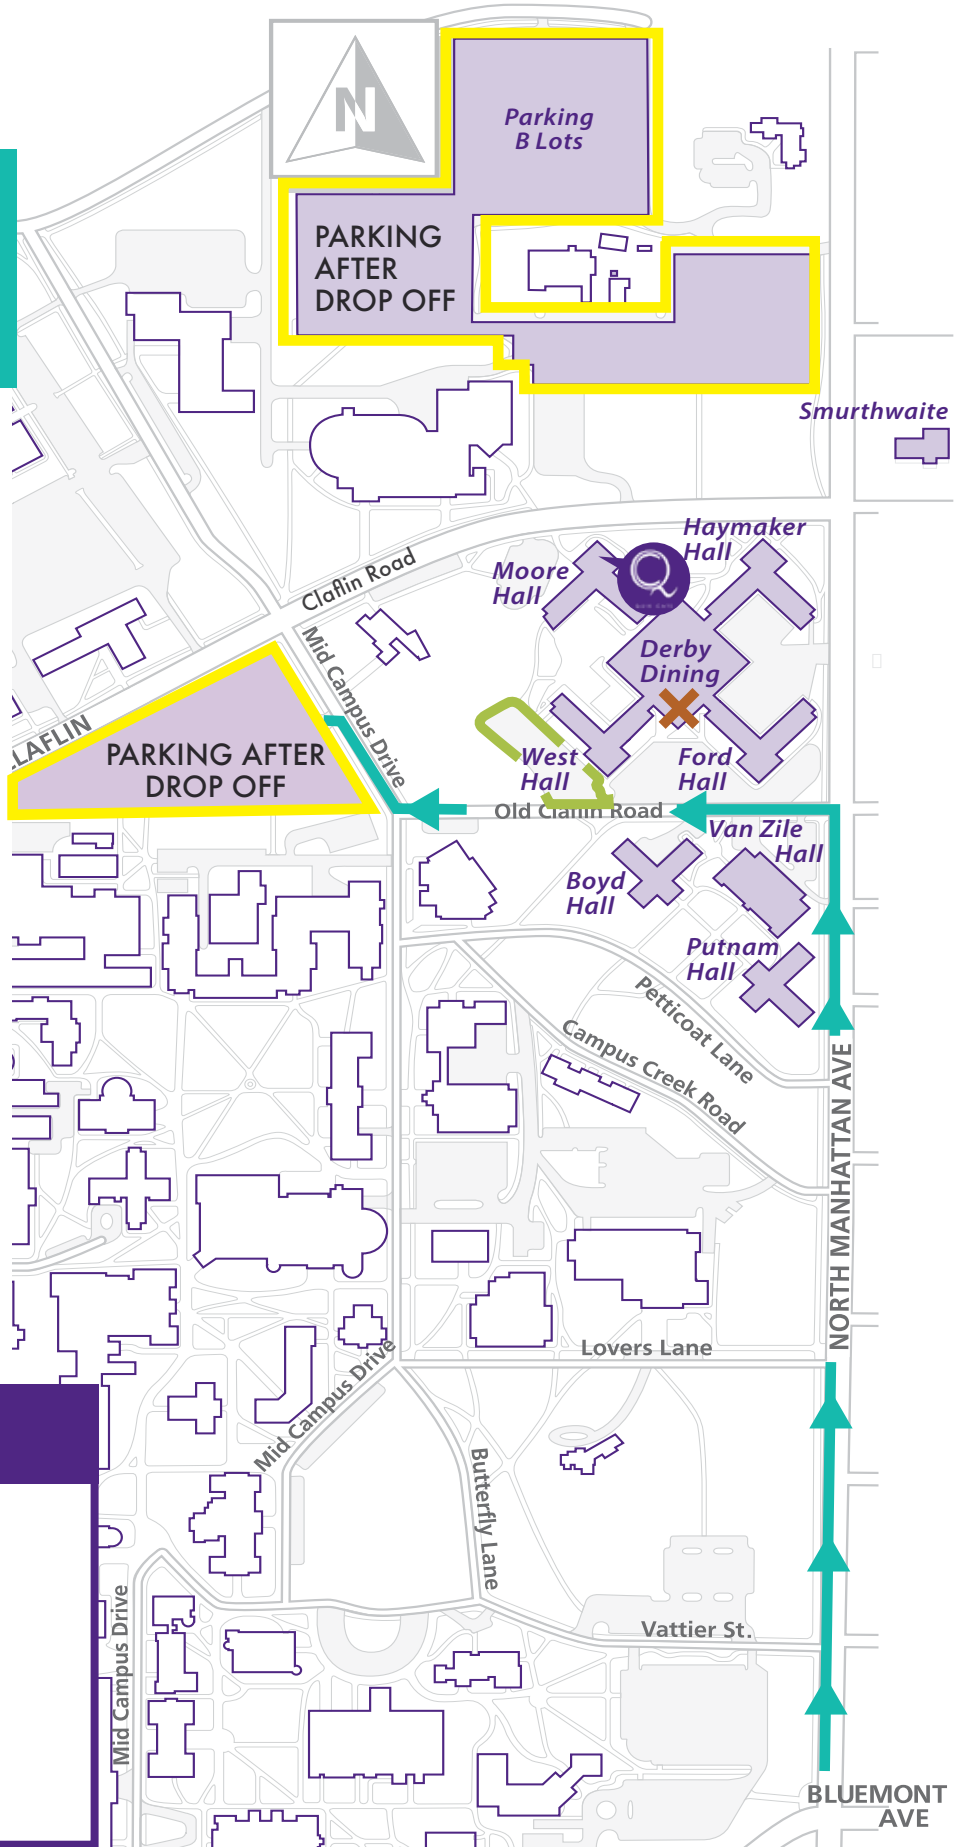 N
Parking
B Lots
PARKING
AFTER
DROP OFF
Smurthwaite
Haymaker
Hall
Moore
Hall
Q
Claflin Road
Derby
Dining
Mid Campus Drive
CLAFLIN
PARKING AFTER
DROP OFF
West
Hall
Ford
Hall
Old Claflin Road
Van Zile
Hall
Boyd
Hall
Putnam
Hall
Petticoat Lane
Campus Creek Road
NORTH MANHATTAN AVE
Lovers Lane
Mid Campus Drive
Butterfly Lane
Mid Campus Drive
Vattier St.
BLUEMONT
AVE